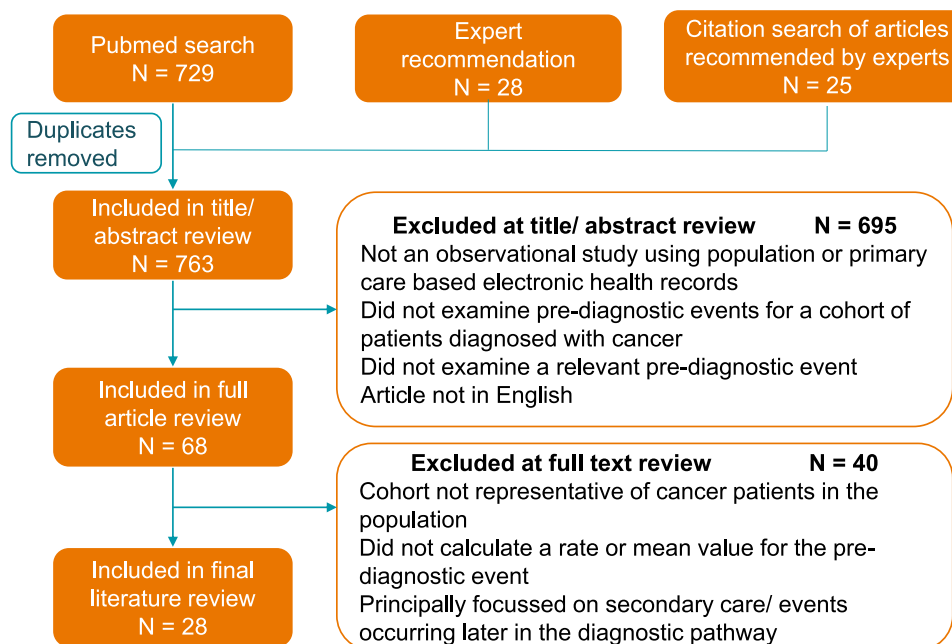 Pubmed search
N = 729
Expert
recommendation
N = 28
Citation search of articles
recommended by experts
N = 25
Duplicates
removed
Included in title/
abstract review
N = 763
Excluded at title/ abstract review N = 695
Not an observational study using population or primary
care based electronic health records
Did not examine pre-diagnostic events for a cohort of
patients diagnosed with cancer
Did not examine a relevant pre-diagnostic event
Article not in English
Included in full
article review
N = 68
Excluded at full text review N = 40
Cohort not representative of cancer patients in the
population
Did not calculate a rate or mean value for the pre-
diagnostic event
Principally focussed on secondary care/ events
occurring later in the diagnostic pathway
Included in final
literature review
N = 28